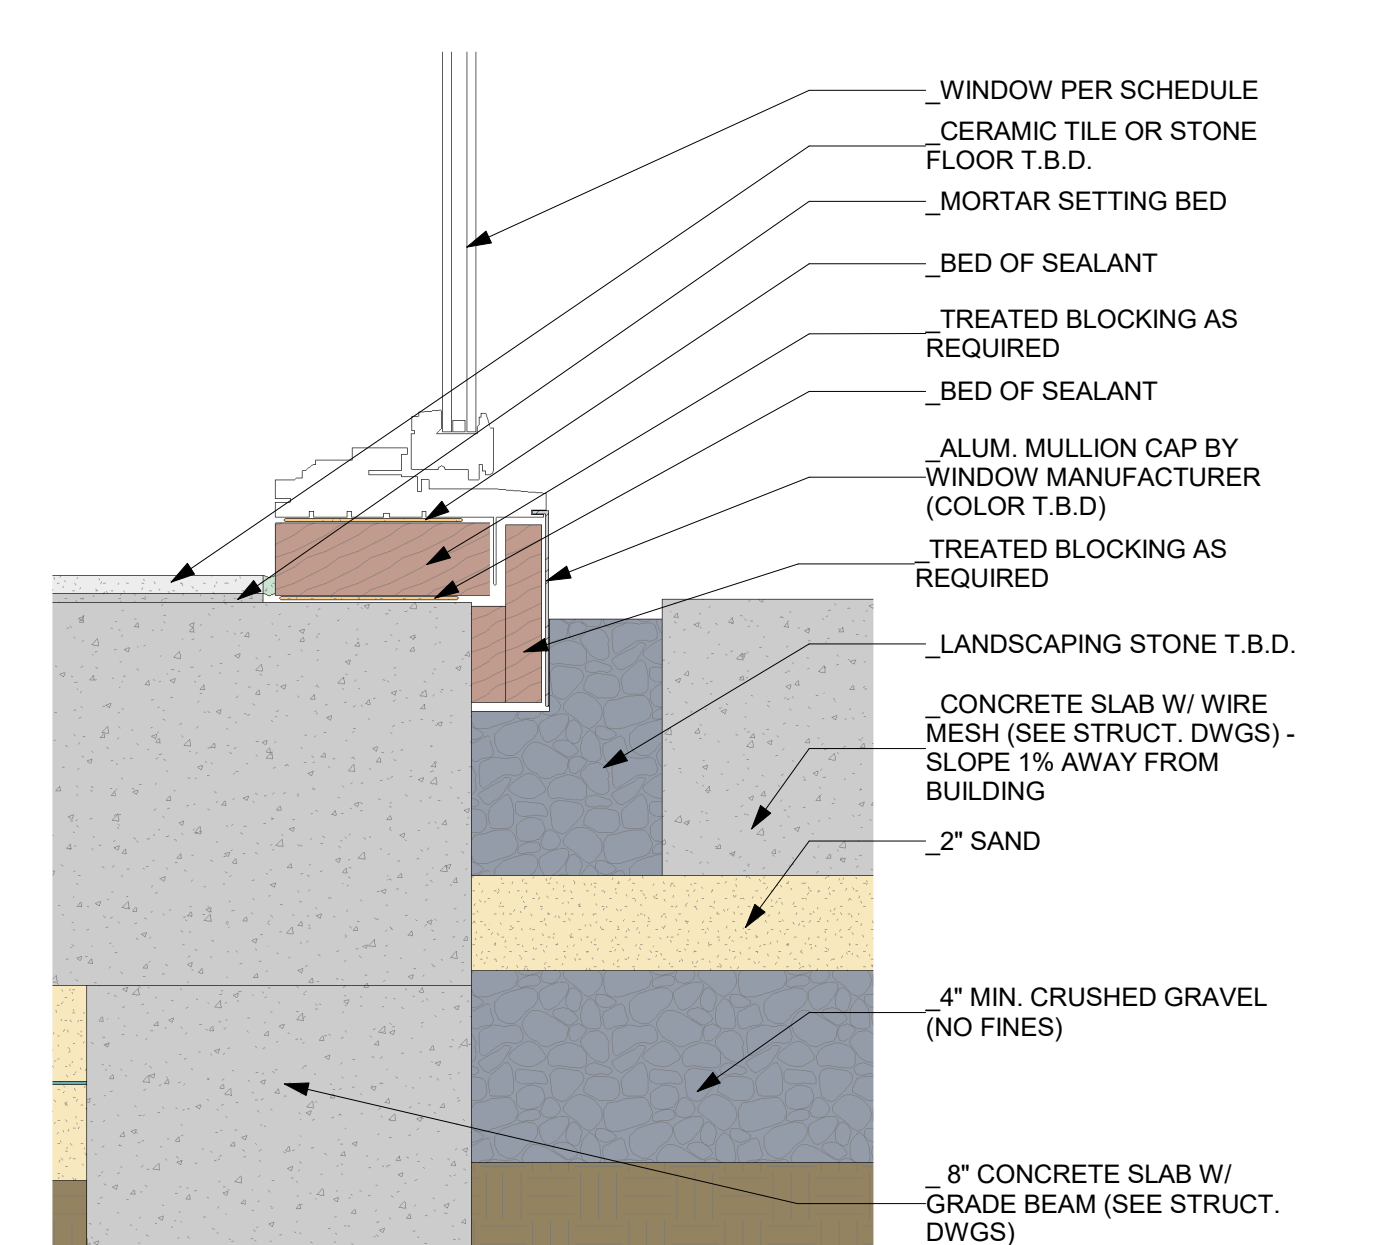 _WINDOW PER SCHEDULE
_CERAMIC TILE OR STONE
FLOOR T.B.D.
_MORTAR SETTING BED
_BED OF SEALANT
_TREATED BLOCKING AS
REQUIRED
_BED OF SEALANT
_ALUM. MULLION CAP BY
WINDOW MANUFACTURER
(COLOR T.B.D)
_TREATED BLOCKING AS
REQUIRED
_LANDSCAPING STONE T.B.D.
_CONCRETE SLAB W/ WIRE
MESH (SEE STRUCT. DWGS) -
SLOPE 1% AWAY FROM
BUILDING
_2" SAND
_4" MIN. CRUSHED GRAVEL
(NO FINES)
_ 8" CONCRETE SLAB W/
GRADE BEAM (SEE STRUCT.
DWGS)